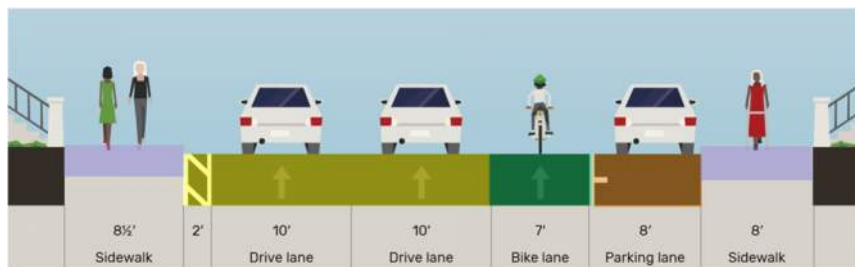 8½' 2' 10' 10' 7' 8' 8'
Sidewalk Drive lane Drive lane Bike lane Parking lane Sidewalk